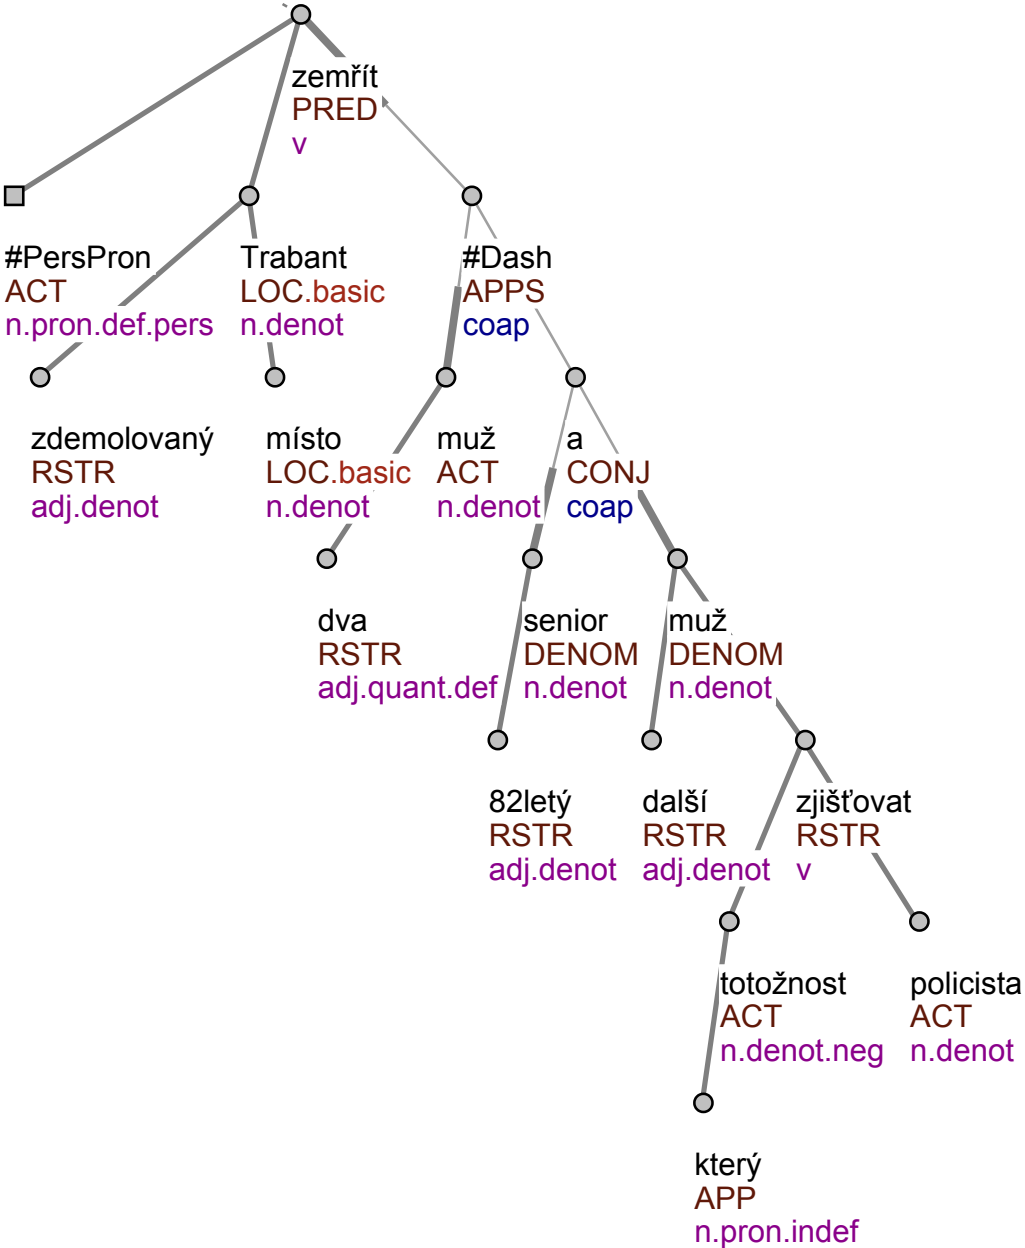 zemřít
PRED
v
#PersPron
ACT
n.pron.def.pers
Trabant
LOC.basic
n.denot
#Dash
APPS
coap
zdemolovaný
RSTR
adj.denot
místo
LOC.basic
n.denot
muž
ACT
n.denot
a
CONJ
coap
dva
RSTR
adj.quant.def
senior
DENOM
n.denot
muž
DENOM
n.denot
82letý
RSTR
adj.denot
další
RSTR
adj.denot
zjišťovat
RSTR
v
totožnost
ACT
n.denot.neg
policista
ACT
n.denot
který
APP
n.pron.indef